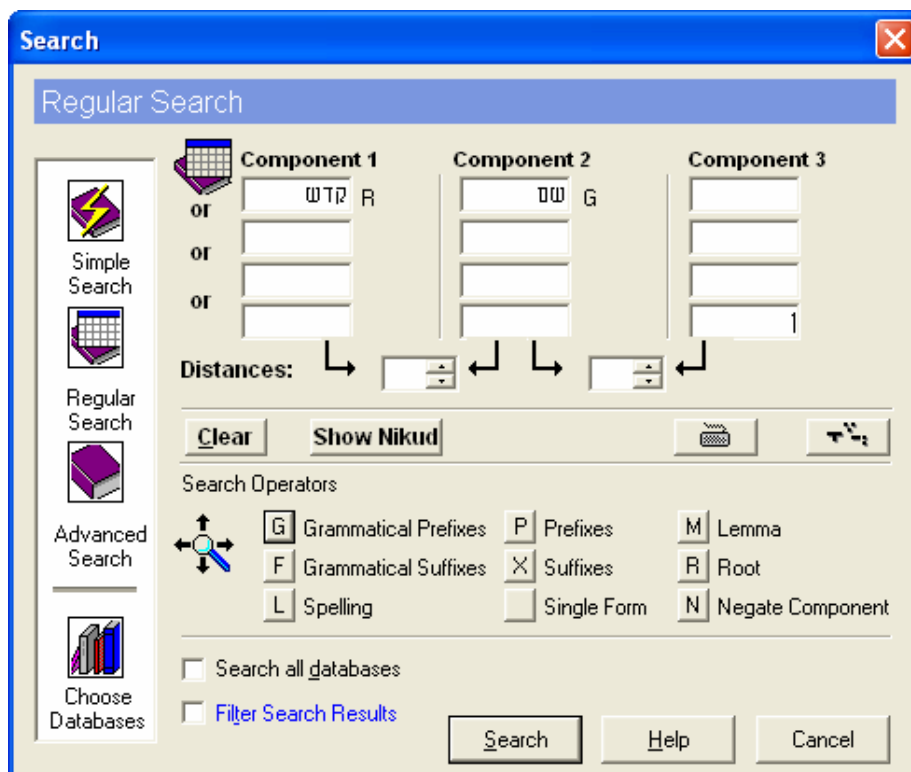 Search
Regular Search
Component 1 Component 2 Component 3
קדש R שם G
or
or
or
1
Distances:
Simple
Search
Regular
Search
Advanced
Search
Choose
Databases
Clear Show Nikud
Search Operators
G Grammatical Prefixes P Prefixes M Lemma
F Grammatical Suffixes X Suffixes R Root
L Spelling Single Form N Negate Component
Search all databases
Filter Search Results
Search Help Cancel